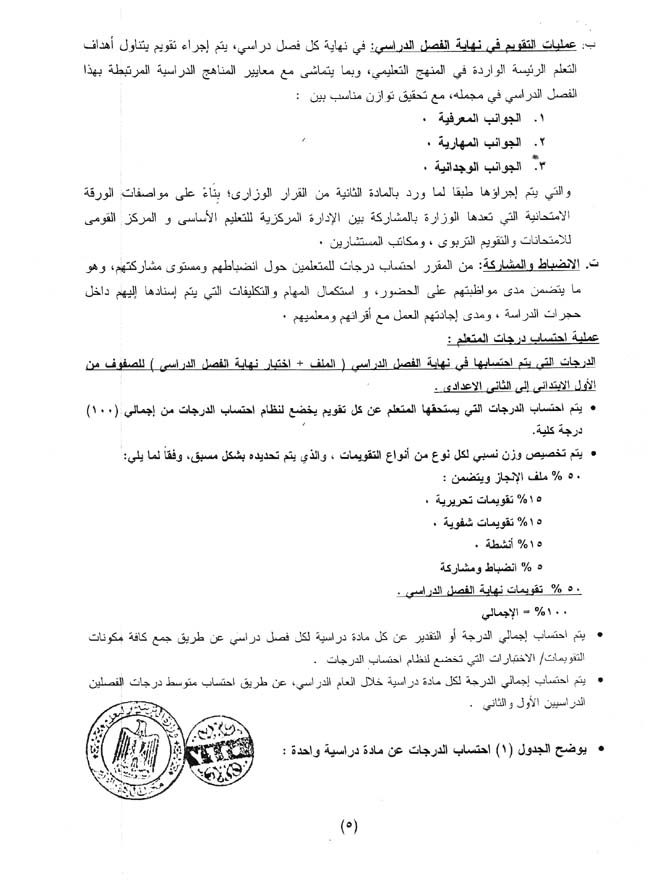 ب. عمليات التقويم في نهاية الفصل الدراسي: في نهاية كل فصل دراسي، يتم إجراء تقويم يتناول أهداف
التعلم الرئيسة الواردة في المنهج التعليمي، وبما يتماشى مع معايير المناهج الدراسية المرتبطة بهذا
الفصل الدراسي في مجمله، مع تحقيق توازن مناسب بين :
١. الجوانب المعرفية .
٢. الجوانب المهارية .
٣. الجوانب الوجدانية .
والتي يتم إجراؤها طبقا لما ورد بالمادة الثانية من القرار الوزارى؛ بِنَاءً على مواصفات الورقة
الامتحانية التي تعدها الوزارة بالمشاركة بين الإدارة المركزية للتعليم الأساسى و المركز القومى
للامتحانات والتقويم التربوى ، ومكاتب المستشارين .
ت. الانضباط والمشاركة: من المقرر احتساب درجات للمتعلمين حول انضباطهم ومستوى مشاركتهم، وهو
ما يتضمن مدى مواظبتهم على الحضور، و استكمال المهام والتكليفات التي يتم إسنادها إليهم داخل
حجرات الدراسة ، ومدى إجادتهم العمل مع أقرانهم ومعلميهم .
عملية احتساب درجات المتعلم :
الدرجات التي يتم احتسابها في نهاية الفصل الدراسي ( الملف + اختبار نهاية الفصل الدراسي ) للصفوف من
الأول الابتدائى إلى الثانى الاعدادى .
• يتم احتساب الدرجات التي يستحقها المتعلم عن كل تقويم يخضع لنظام احتساب الدرجات من إجمالي (١٠٠)
درجة كلية.
• يتم تخصيص وزن نسبي لكل نوع من أنواع التقويمات ، والذي يتم تحديده بشكل مسبق، وفقاً لما يلي:
٥٠ % ملف الإنجاز ويتضمن :
١٥% تقويمات تحريرية .
١٥% تقويمات شفوية .
١٥% أنشطة .
٥ % انضباط ومشاركة
٥٠ % تقويمات نهاية الفصل الدراسي .
١٠٠% = الإجمالي
• يتم احتساب إجمالي الدرجة أو التقدير عن كل مادة دراسية لكل فصل دراسي عن طريق جمع كافة مكونات
التقويمات/ الاختبارات التي تخضع لنظام احتساب الدرجات .
• يتم احتساب إجمالي الدرجة لكل مادة دراسية خلال العام الدراسي، عن طريق احتساب متوسط درجات الفصلين
الدراسيين الأول والثاني .
• يوضح الجدول (١) احتساب الدرجات عن مادة دراسية واحدة :
(٥)